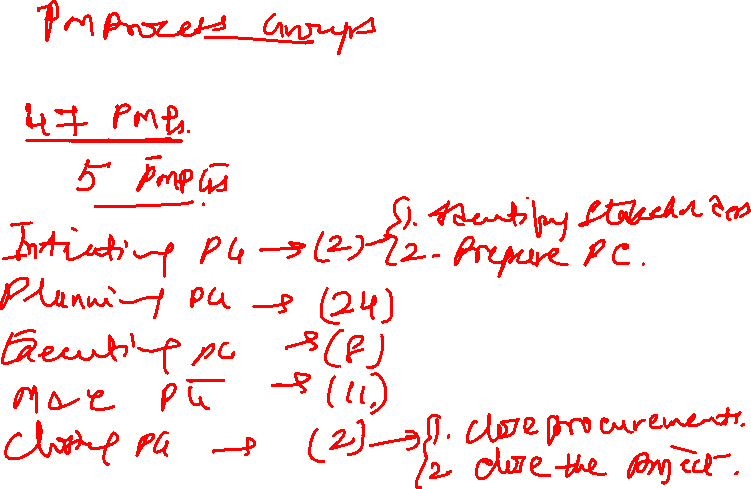 PM Process Groups
47 PMPs.
5 PMPGs
Initiating PG → (2) → { 1. Identifying Stakeholders
2 - Prepare PC.
Planning PG → (24)
Executing PG → (8)
M&C PG → (11)
Closing PG → (2) → { 1. close procurements.
2. close the project.